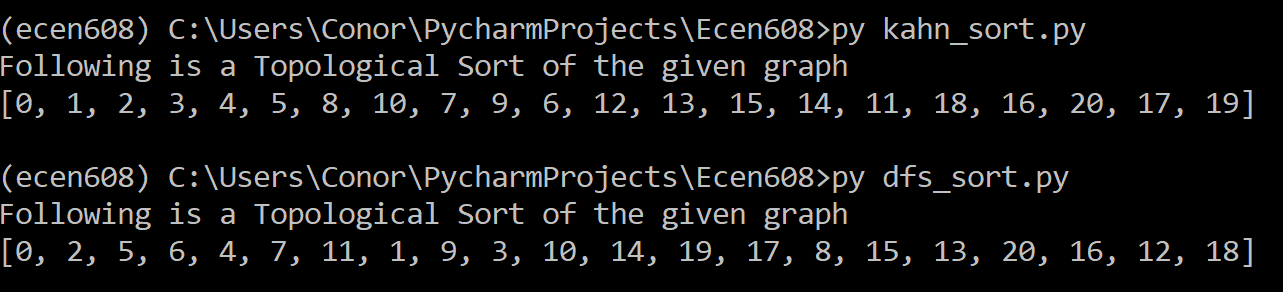 (ecen608) C:\Users\Conor\PycharmProjects\Ecen608>py kahn_sort.py
Following is a Topological Sort of the given graph
[0, 1, 2, 3, 4, 5, 8, 10, 7, 9, 6, 12, 13, 15, 14, 11, 18, 16, 20, 17, 19]
(ecen608) C:\Users\Conor\PycharmProjects\Ecen608>py dfs_sort.py
Following is a Topological Sort of the given graph
[0, 2, 5, 6, 4, 7, 11, 1, 9, 3, 10, 14, 19, 17, 8, 15, 13, 20, 16, 12, 18]